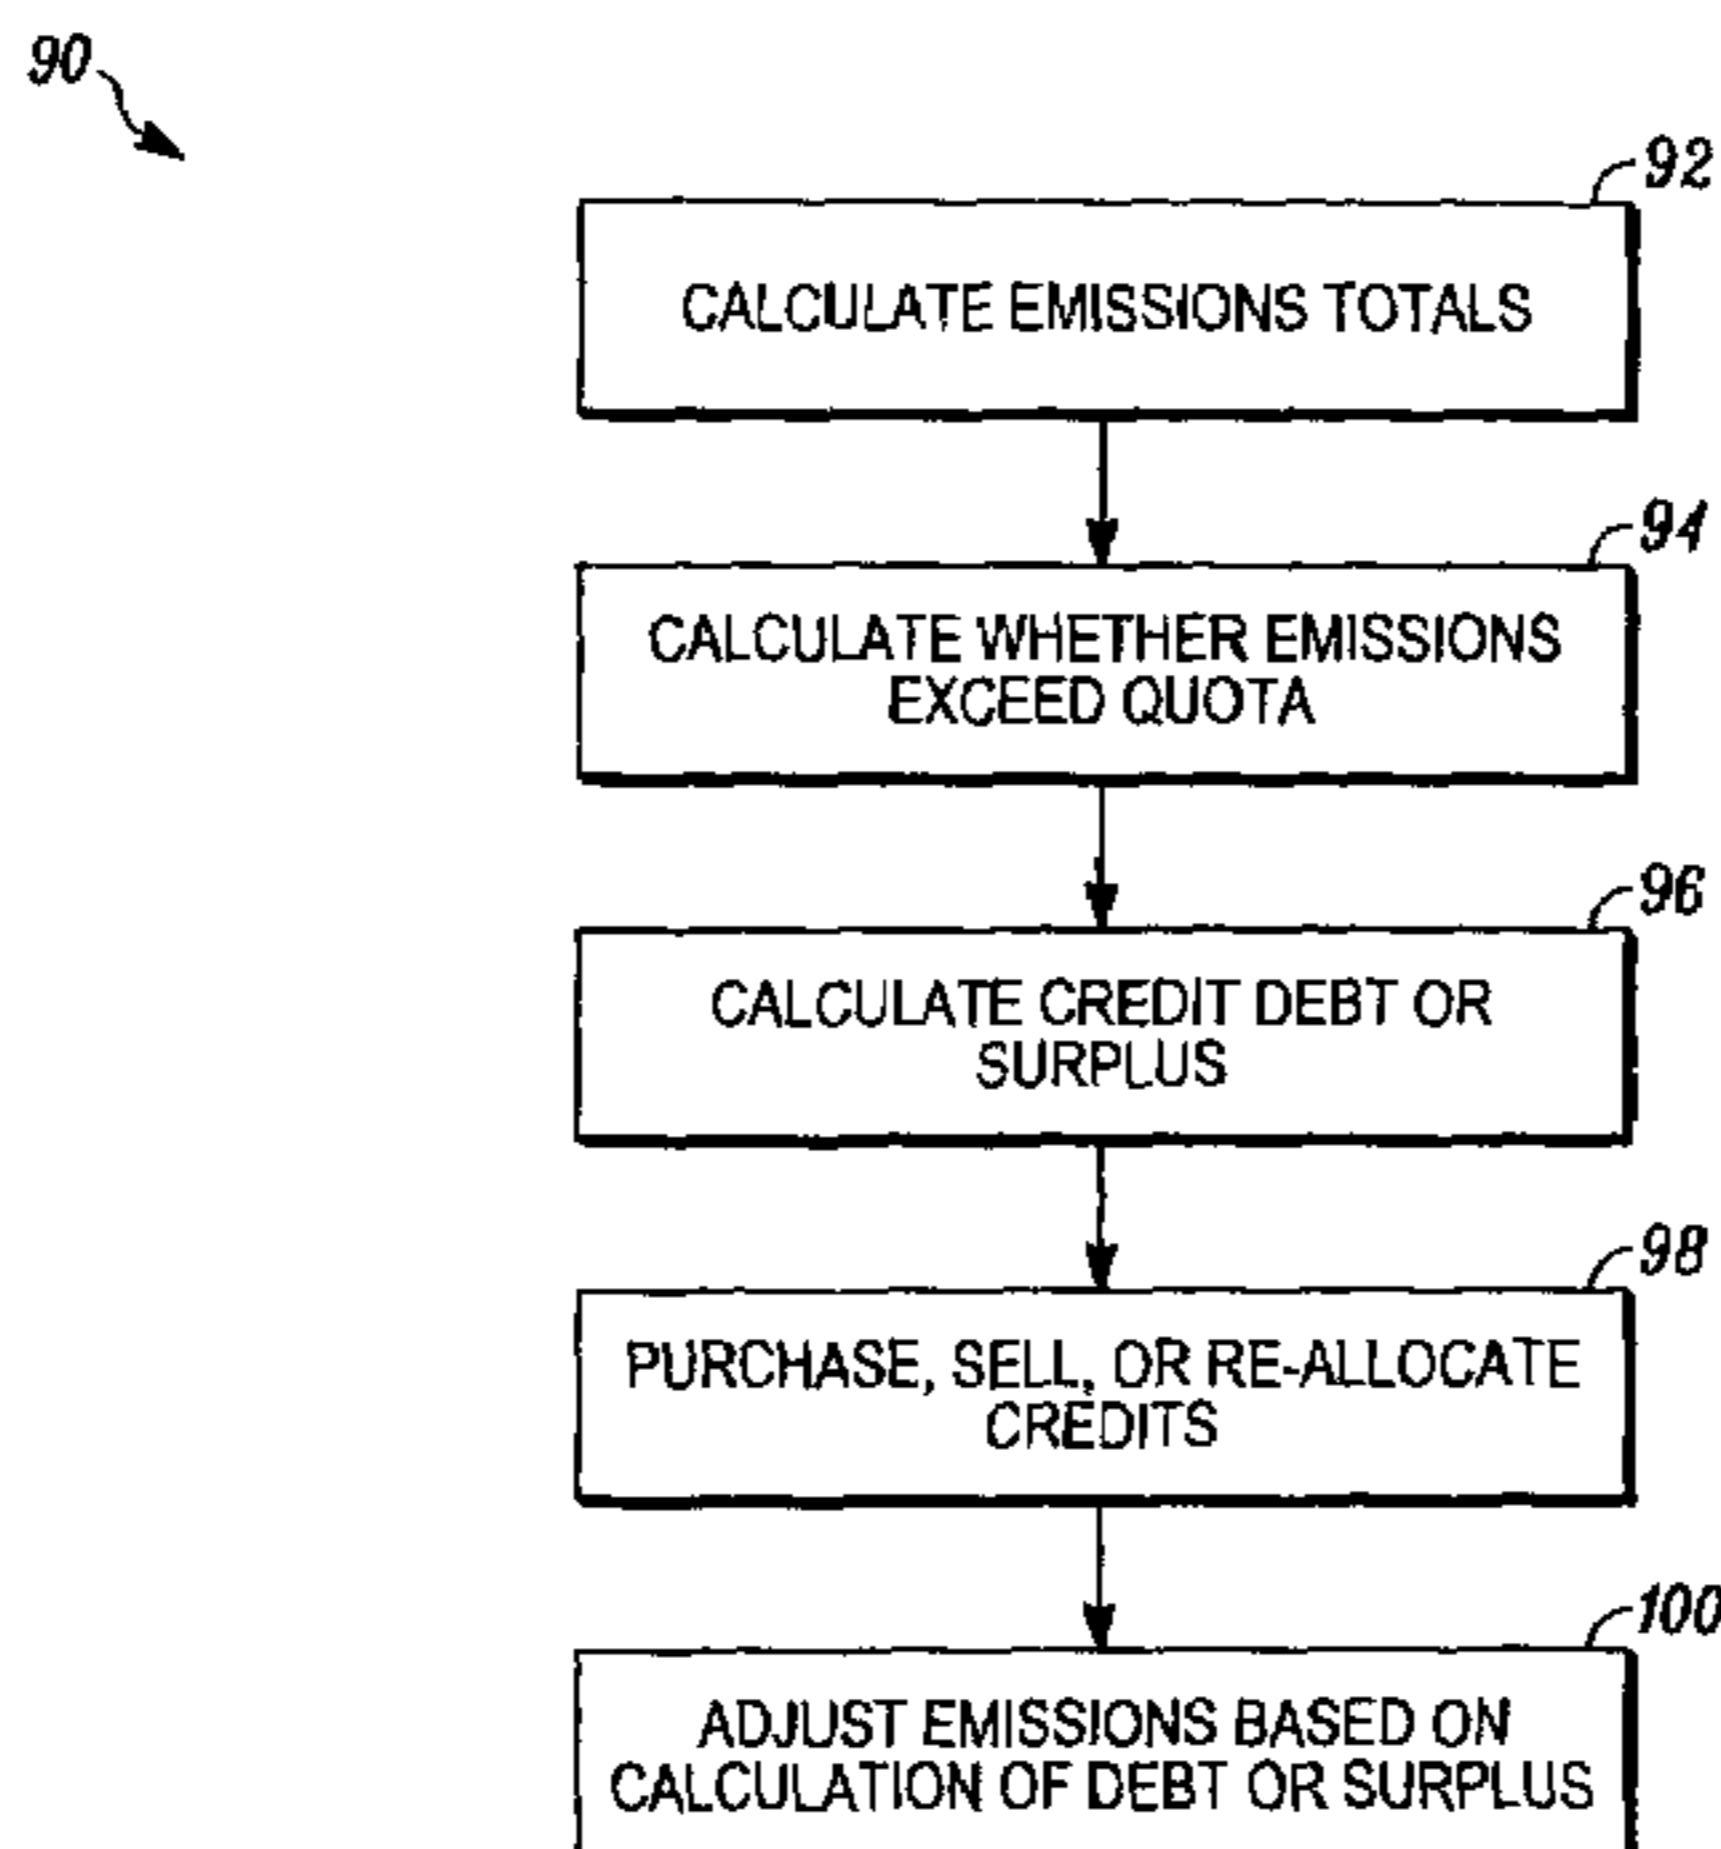 90
92
CALCULATE EMISSIONS TOTALS
94
CALCULATE WHETHER EMISSIONS
EXCEED QUOTA
96
CALCULATE CREDIT DEBT OR
SURPLUS
98
PURCHASE, SELL, OR RE-ALLOCATE
CREDITS
100
ADJUST EMISSIONS BASED ON
CALCULATION OF DEBT OR SURPLUS